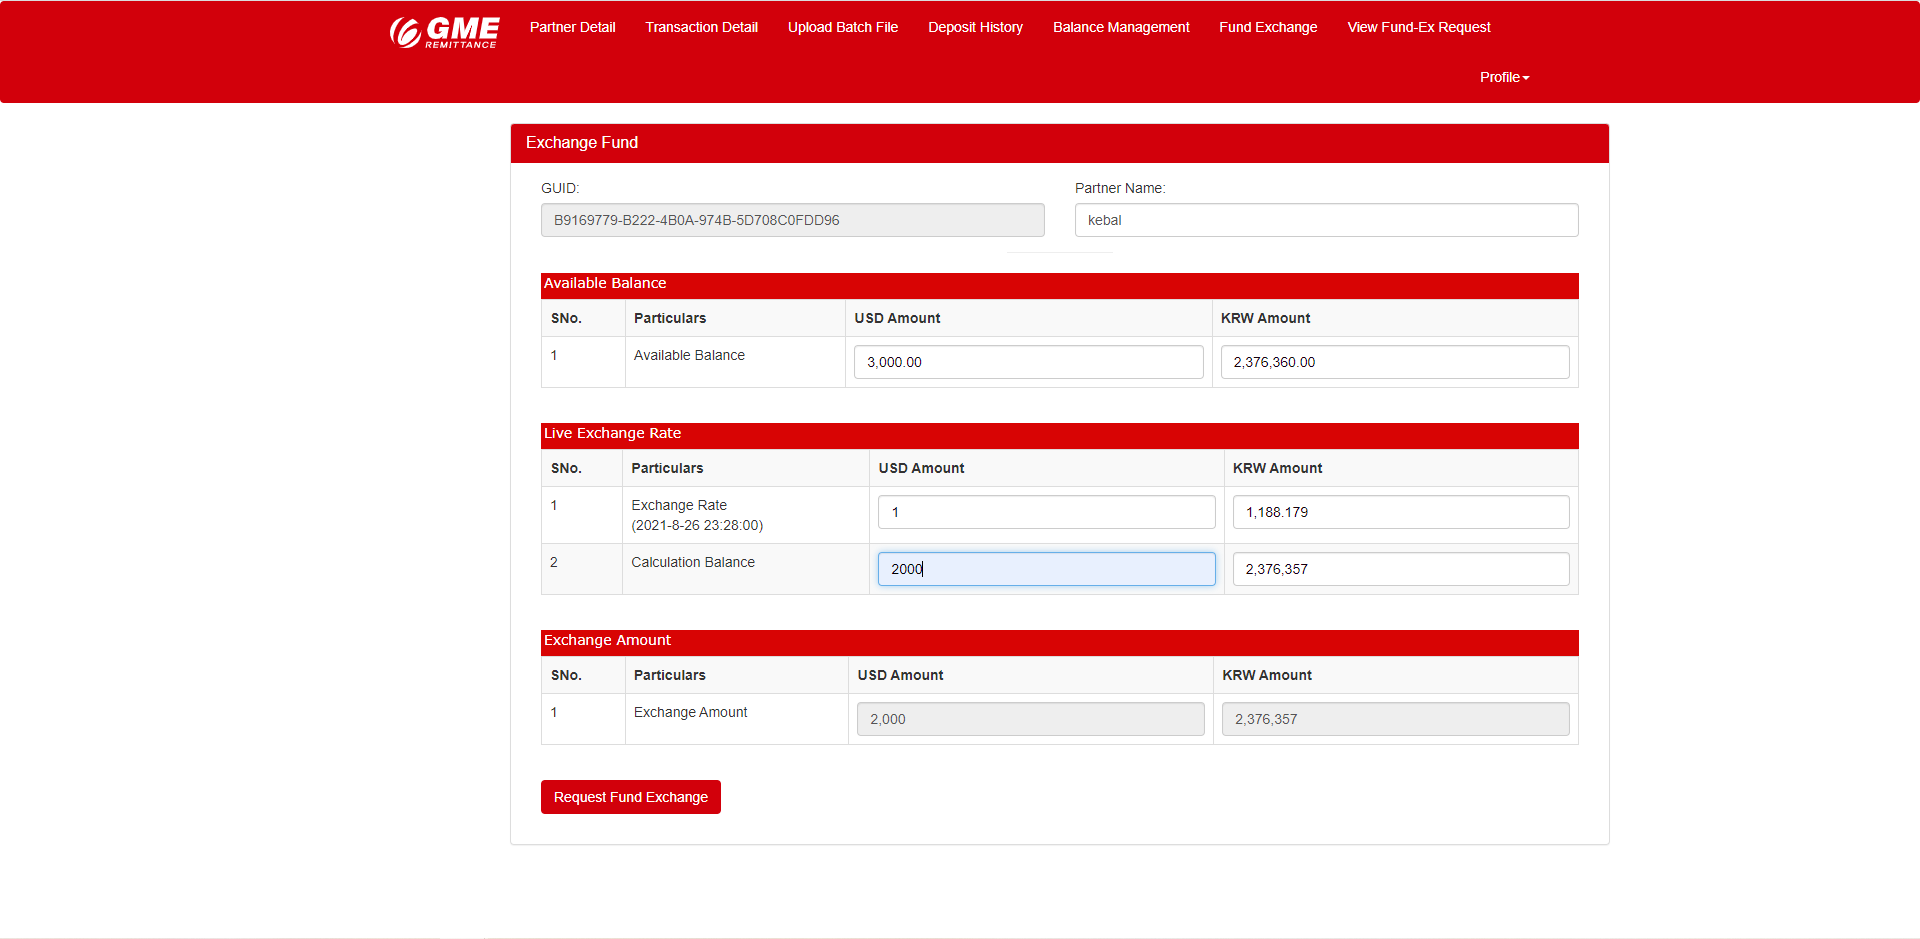 GME
REMITTANCE
Partner Detail Transaction Detail Upload Batch File Deposit History Balance Management Fund Exchange View Fund-Ex Request
Profile
Exchange Fund
GUID: Partner Name:
B9169779-B222-4B0A-974B-5D708C0FDD96 kebal
Available Balance
SNo. Particulars USD Amount KRW Amount
1 Available Balance 3,000.00 2,376,360.00
Live Exchange Rate
SNo. Particulars USD Amount KRW Amount
1 Exchange Rate 1 1,188.179
(2021-8-26 23:28:00)
2 Calculation Balance 2000 2,376,357
Exchange Amount
SNo. Particulars USD Amount KRW Amount
1 Exchange Amount 2,000 2,376,357
Request Fund Exchange